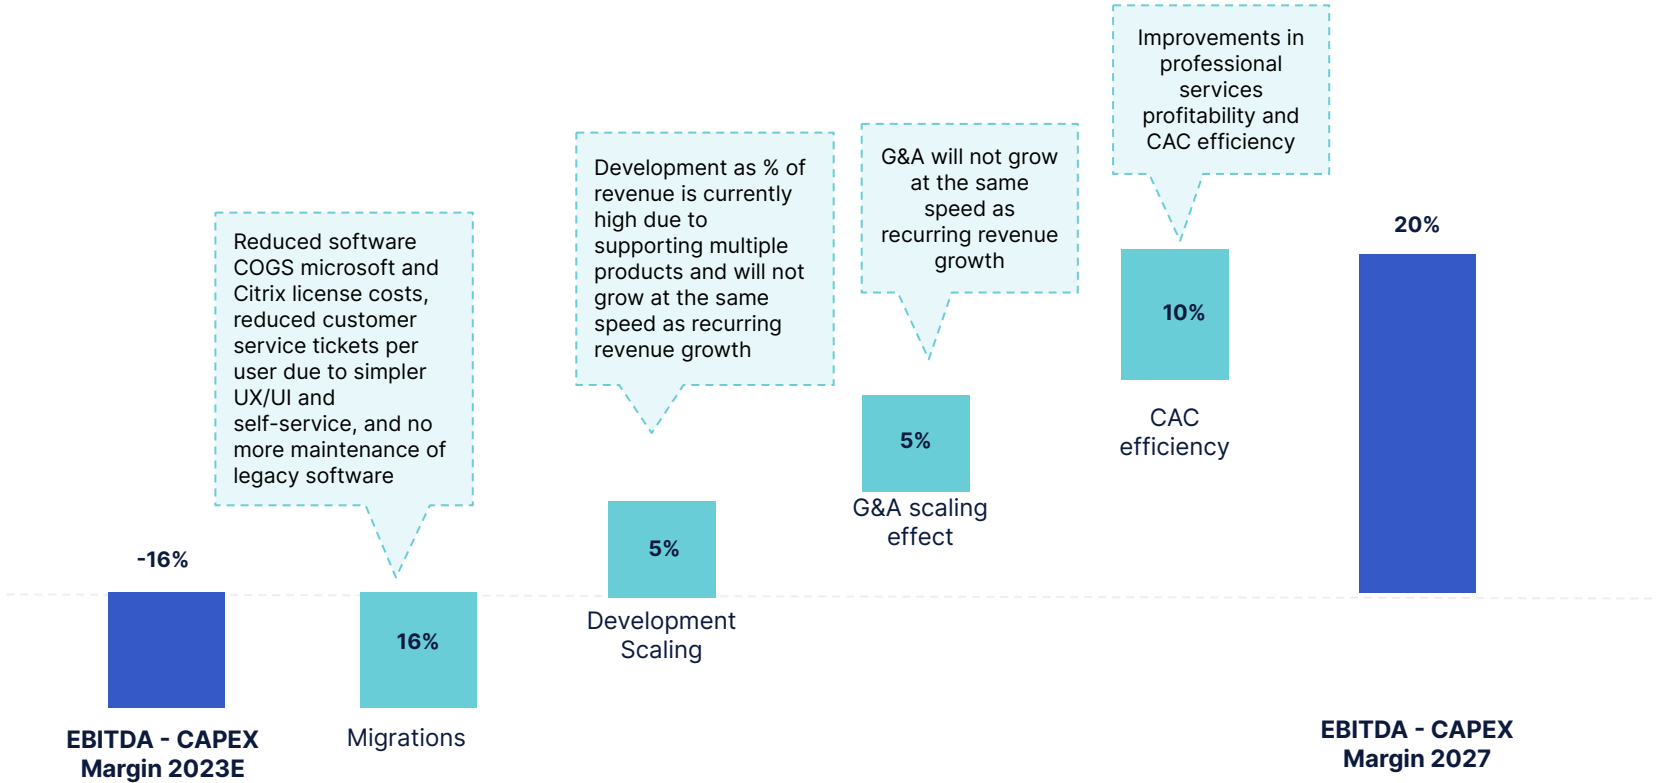 Reduced software
COGS microsoft and
Citrix license costs,
reduced customer
service tickets per
user due to simpler
UX/UI and
self-service, and no
more maintenance of
legacy software
Development as % of
revenue is currently
high due to
supporting multiple
products and will not
grow at the same
speed as recurring
revenue growth
G&A will not grow
at the same
speed as
recurring revenue
growth
Improvements in
professional
services
profitability and
CAC efficiency
-16%
16%
5%
5%
10%
20%
EBITDA - CAPEX
Margin 2023E
Migrations
Development
Scaling
G&A scaling
effect
CAC
efficiency
EBITDA - CAPEX
Margin 2027